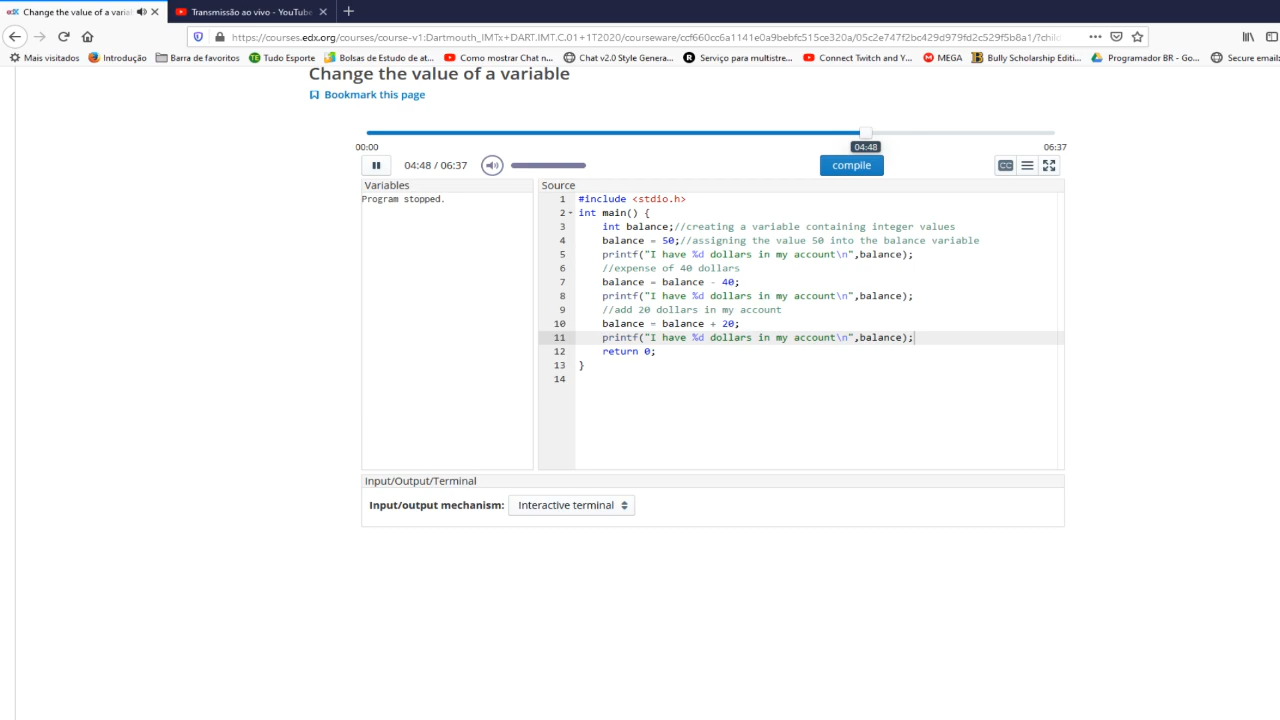 Change the value of a varia
Transmissão ao vivo - YouTube
https://courses.edx.org/courses/course-v1:Dartmouth_IMTx+DART.IMT.C.01+1T2020/courseware/ccf660cc6a1141e0a9bebfc515ce320a/05c2e747f2bc429d979fd2c529f5b8a1/?chil
Mais visitados Introdução Barra de favoritos Tudo Esporte Bolsas de Estudo de at... Como mostrar Chat n... Chat v2.0 Style Genera... Serviço para multistre... Connect Twitch and Y... MEGA Bully Scholarship Editi... Programador BR - Go... Secure email:
Change the value of a variable
Bookmark this page
00:00 04:48 06:37
04:48 / 06:37 compile CC
Variables
Program stopped.
Source
1 #include <stdio.h>
2 int main() {
3 int balance;//creating a variable containing integer values
4 balance = 50;//assigning the value 50 into the balance variable
5 printf("I have %d dollars in my account\n",balance);
6 //expense of 40 dollars
7 balance = balance - 40;
8 printf("I have %d dollars in my account\n",balance);
9 //add 20 dollars in my account
10 balance = balance + 20;
11 printf("I have %d dollars in my account\n",balance);
12 return 0;
13 }
14
Input/Output/Terminal
Input/output mechanism: Interactive terminal